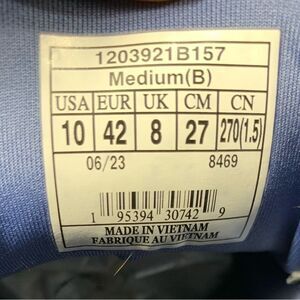 1203921B157
Medium(B)
USA EUR UK CM CN
10 42 8 27 270(1.5)
06/23 8469
1 95394 30742 9
MADE IN VIETNAM
FABRIQUE AU VIETNAM